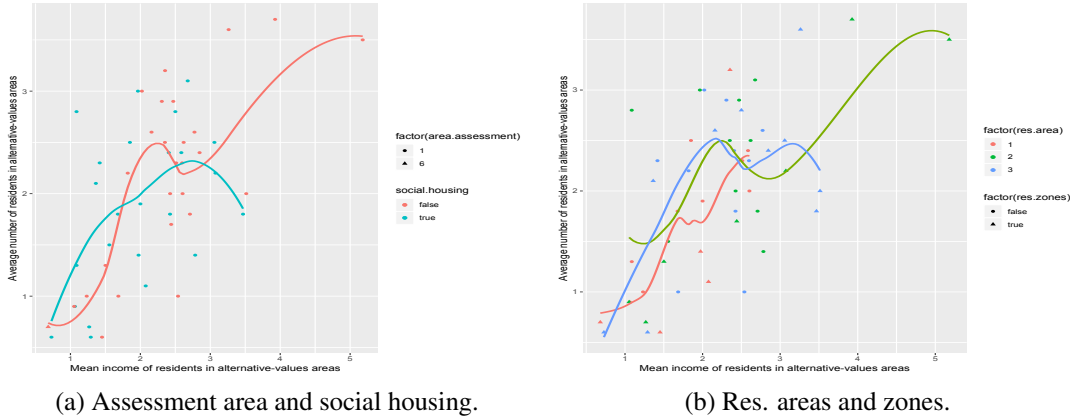 Average number of residents in alternative-values areas
3
2
1
1
2
3
4
5
Mean income of residents in alternative-values areas
factor(area.assessment)
1
6
social.housing
false
true
(a) Assessment area and social housing.
Average number of residents in alternative-values areas
3
2
1
1
2
3
4
5
Mean income of residents in alternative-values areas
factor(res.area)
1
2
3
factor(res.zones)
false
true
(b) Res. areas and zones.